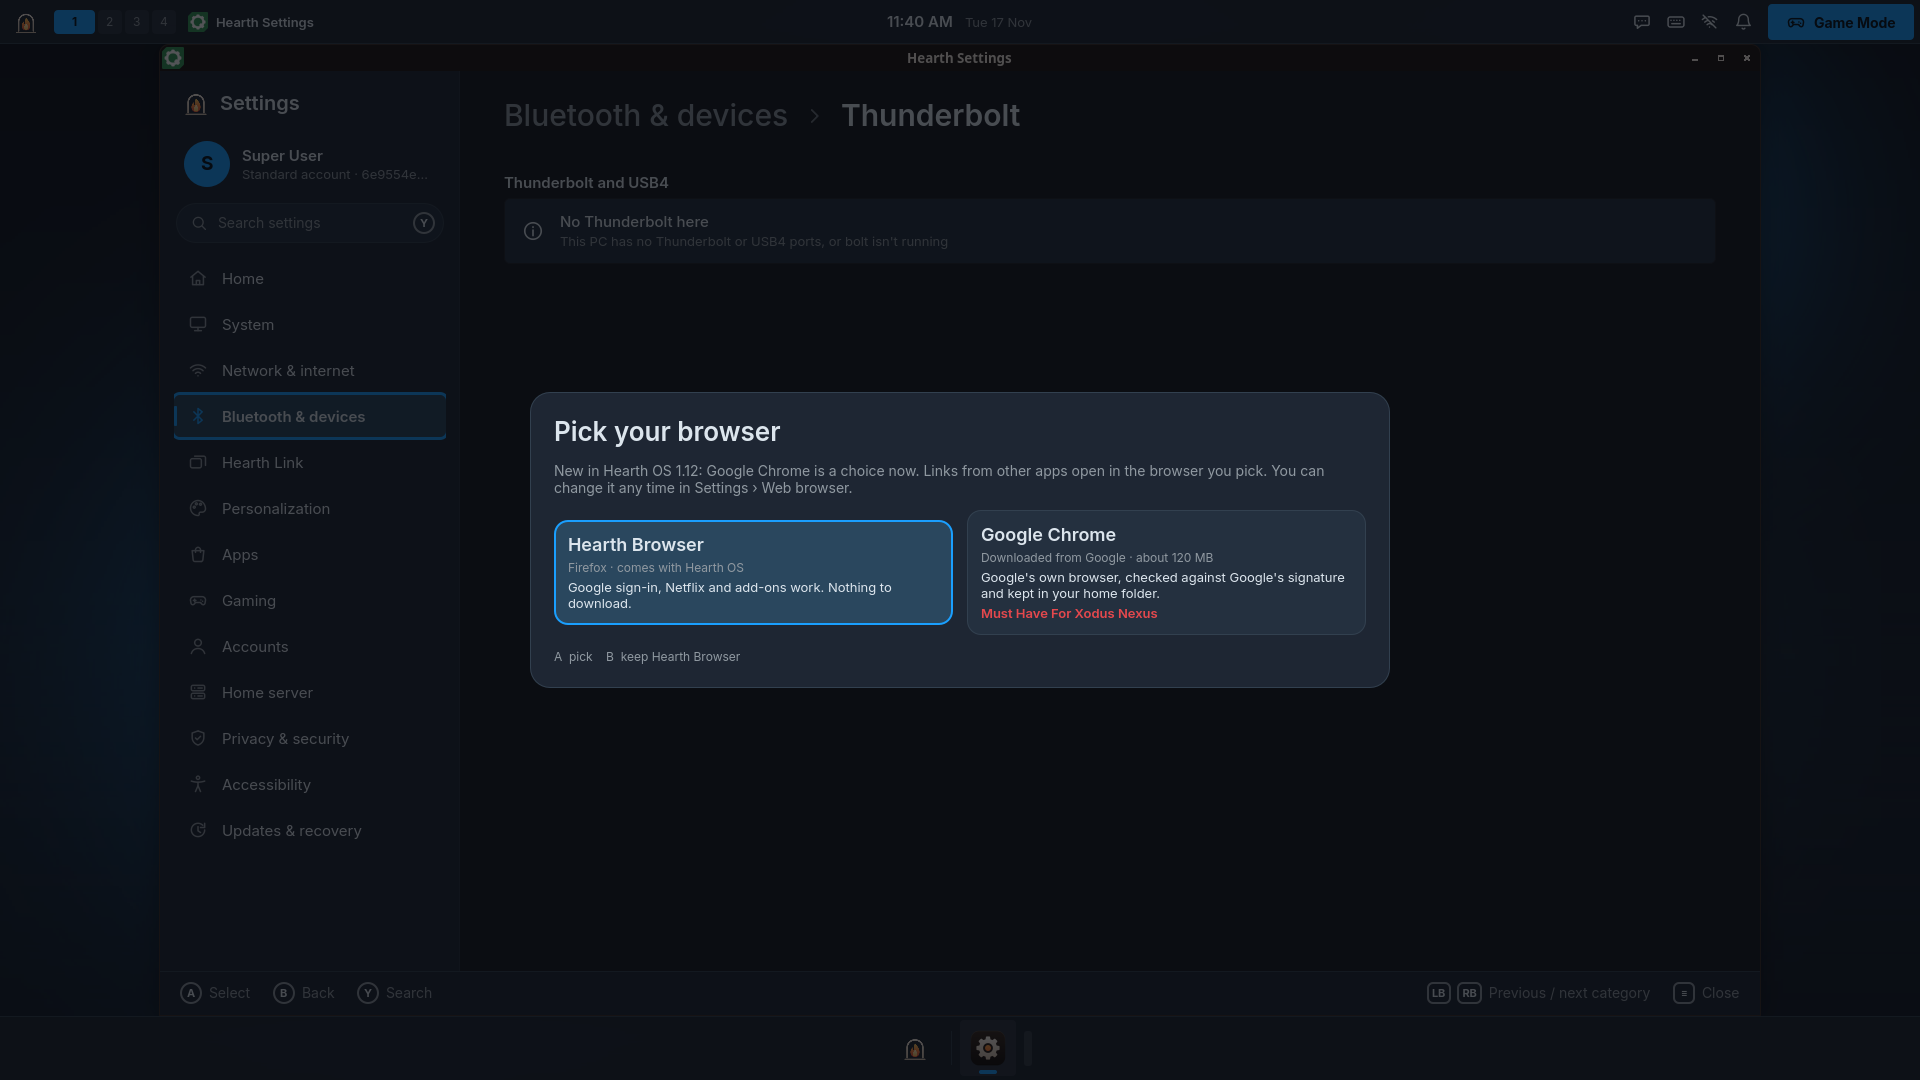 1 2 3 4 Hearth Settings
11:40 AM Tue 17 Nov
Game Mode
Hearth Settings
Settings
S
Super User
Standard account · 6e9554e...
Search settings Y
Home
System
Network & internet
Bluetooth & devices
Hearth Link
Personalization
Apps
Gaming
Accounts
Home server
Privacy & security
Accessibility
Updates & recovery
Bluetooth & devices › Thunderbolt
Thunderbolt and USB4
No Thunderbolt here
This PC has no Thunderbolt or USB4 ports, or bolt isn't running
Pick your browser
New in Hearth OS 1.12: Google Chrome is a choice now. Links from other apps open in the browser you pick. You can
change it any time in Settings › Web browser.
Hearth Browser
Firefox · comes with Hearth OS
Google sign-in, Netflix and add-ons work. Nothing to
download.
Google Chrome
Downloaded from Google · about 120 MB
Google's own browser, checked against Google's signature
and kept in your home folder.
Must Have For Xodus Nexus
A pick B keep Hearth Browser
A Select B Back Y Search
LB RB Previous / next category ≡ Close